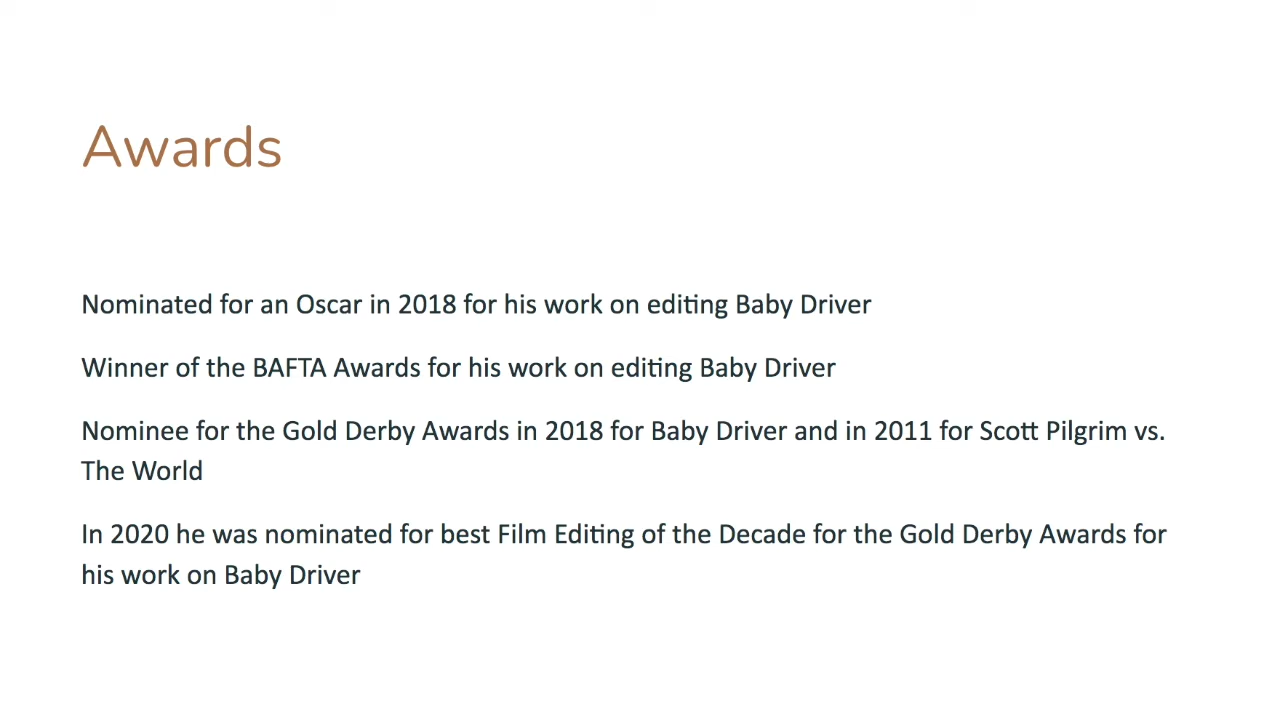 Awards
Nominated for an Oscar in 2018 for his work on editing Baby Driver
Winner of the BAFTA Awards for his work on editing Baby Driver
Nominee for the Gold Derby Awards in 2018 for Baby Driver and in 2011 for Scott Pilgrim vs.
The World
In 2020 he was nominated for best Film Editing of the Decade for the Gold Derby Awards for
his work on Baby Driver